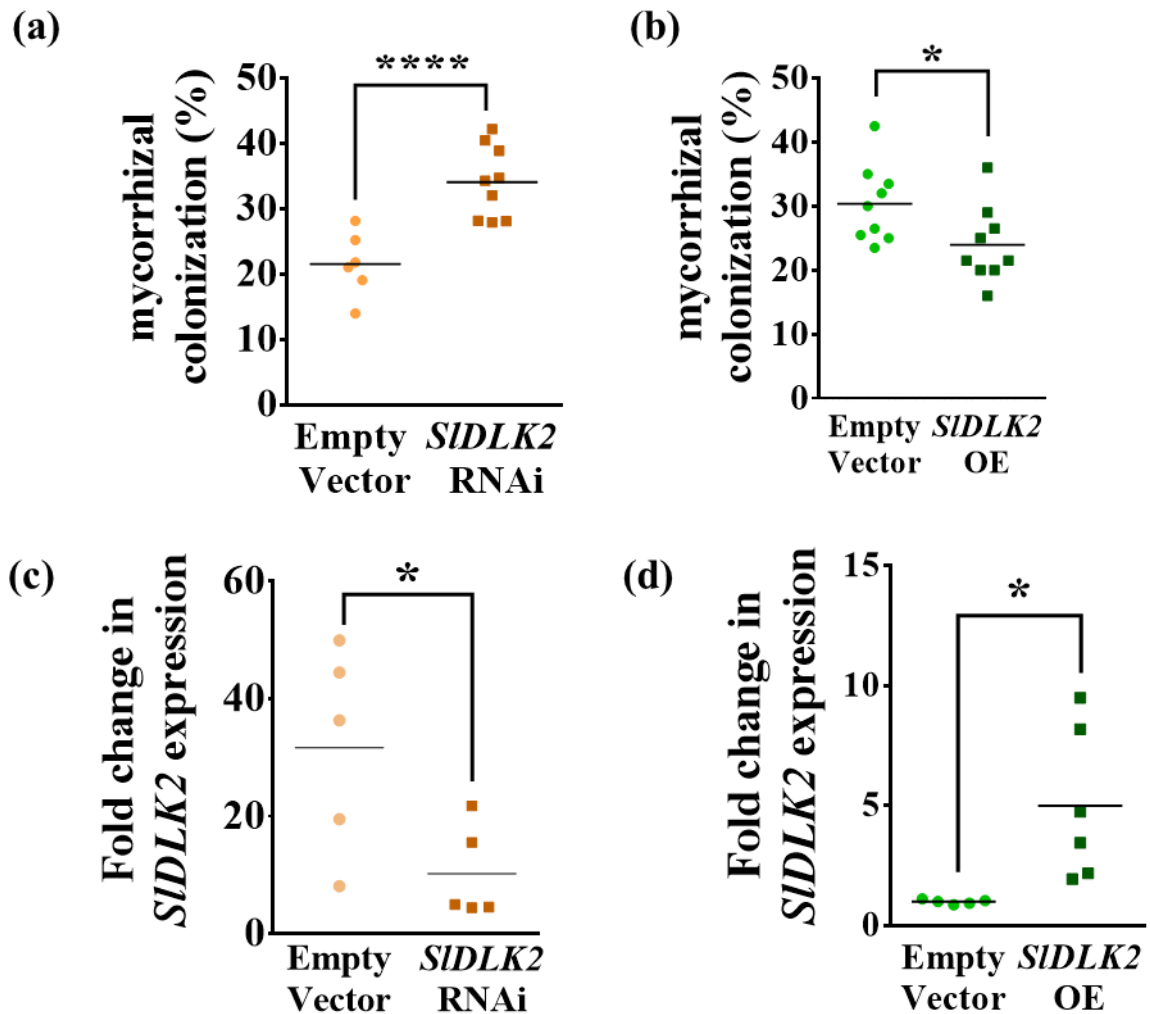 (a)
mycorrhizal
colonization (%)
50
40
30
20
10
0
****
Empty
Vector
SlDLK2
RNAi
(b)
mycorrhizal
colonization (%)
50
40
30
20
10
0
*
Empty
Vector
SlDLK2
OE
(c)
Fold change in
SlDLK2 expression
60
40
20
0
*
Empty
Vector
SlDLK2
RNAi
(d)
Fold change in
SlDLK2 expression
15
10
5
0
*
Empty
Vector
SlDLK2
OE